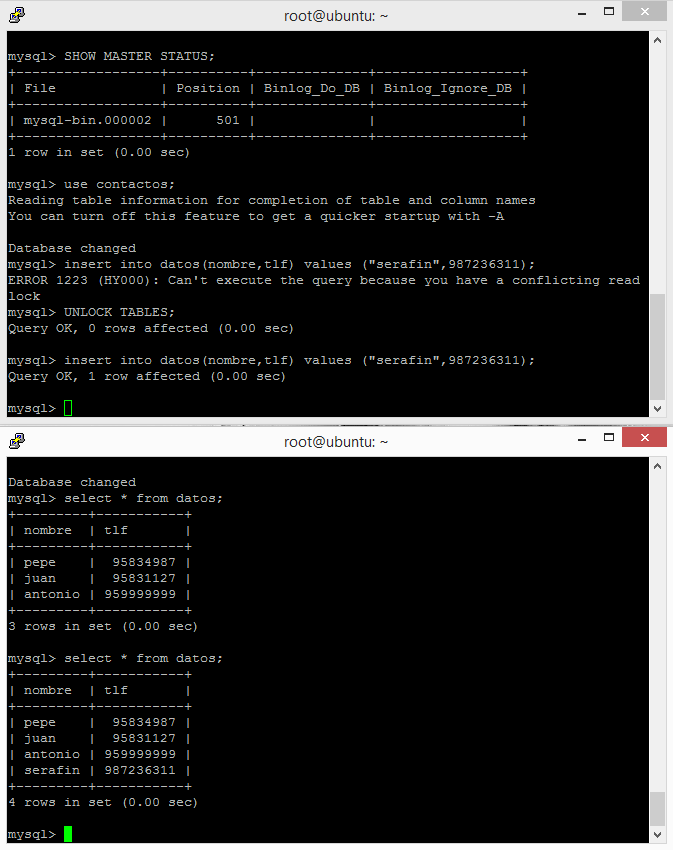 root@ubuntu: ~
mysql> SHOW MASTER STATUS;
+------------------+----------+--------------+------------------+
| File             | Position | Binlog_Do_DB | Binlog_Ignore_DB |
+------------------+----------+--------------+------------------+
| mysql-bin.000002 |      501 |              |                  |
+------------------+----------+--------------+------------------+
1 row in set (0.00 sec)
mysql> use contactos;
Reading table information for completion of table and column names
You can turn off this feature to get a quicker startup with -A
Database changed
mysql> insert into datos(nombre,tlf) values ("serafin",987236311);
ERROR 1223 (HY000): Can't execute the query because you have a conflicting read
lock
mysql> UNLOCK TABLES;
Query OK, 0 rows affected (0.00 sec)
mysql> insert into datos(nombre,tlf) values ("serafin",987236311);
Query OK, 1 row affected (0.00 sec)
mysql>
root@ubuntu: ~
Database changed
mysql> select * from datos;
+---------+-----------+
| nombre  | tlf       |
+---------+-----------+
| pepe    |  95834987 |
| juan    |  95831127 |
| antonio | 959999999 |
+---------+-----------+
3 rows in set (0.00 sec)
mysql> select * from datos;
+---------+-----------+
| nombre  | tlf       |
+---------+-----------+
| pepe    |  95834987 |
| juan    |  95831127 |
| antonio | 959999999 |
| serafin | 987236311 |
+---------+-----------+
4 rows in set (0.00 sec)
mysql>